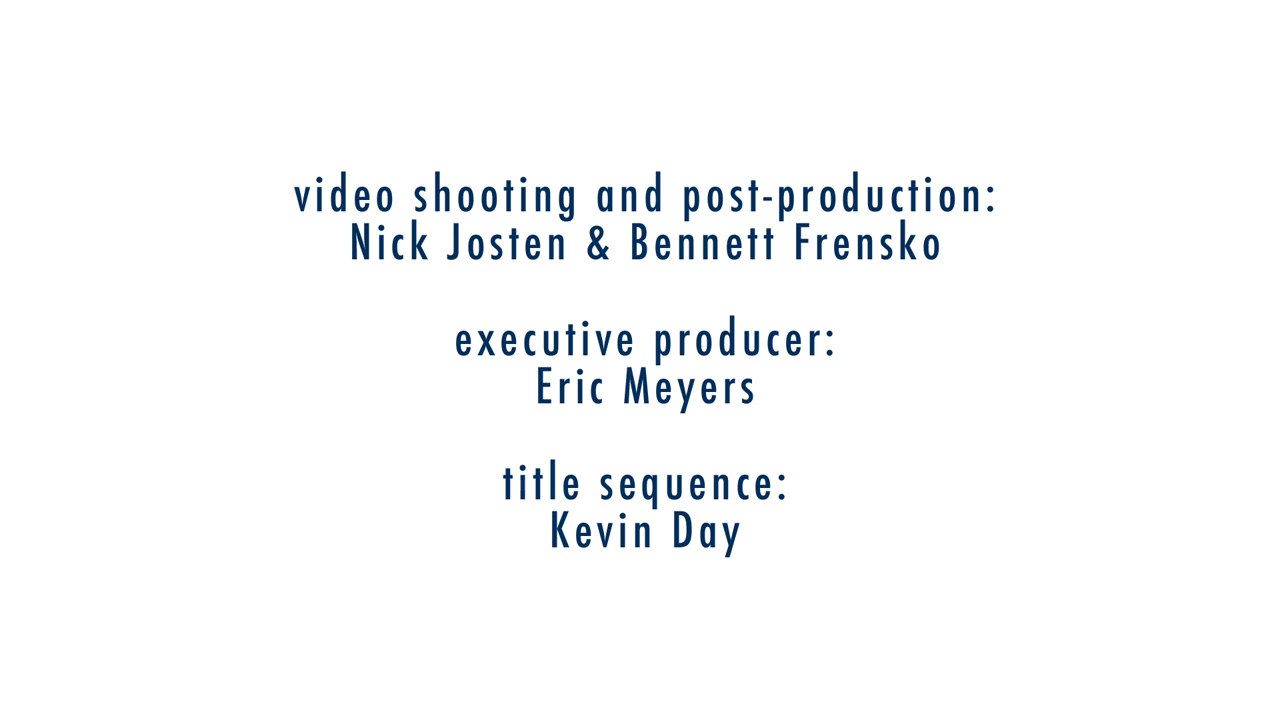 video shooting and post-production:
Nick Josten & Bennett Frensko
executive producer:
Eric Meyers
title sequence:
Kevin Day